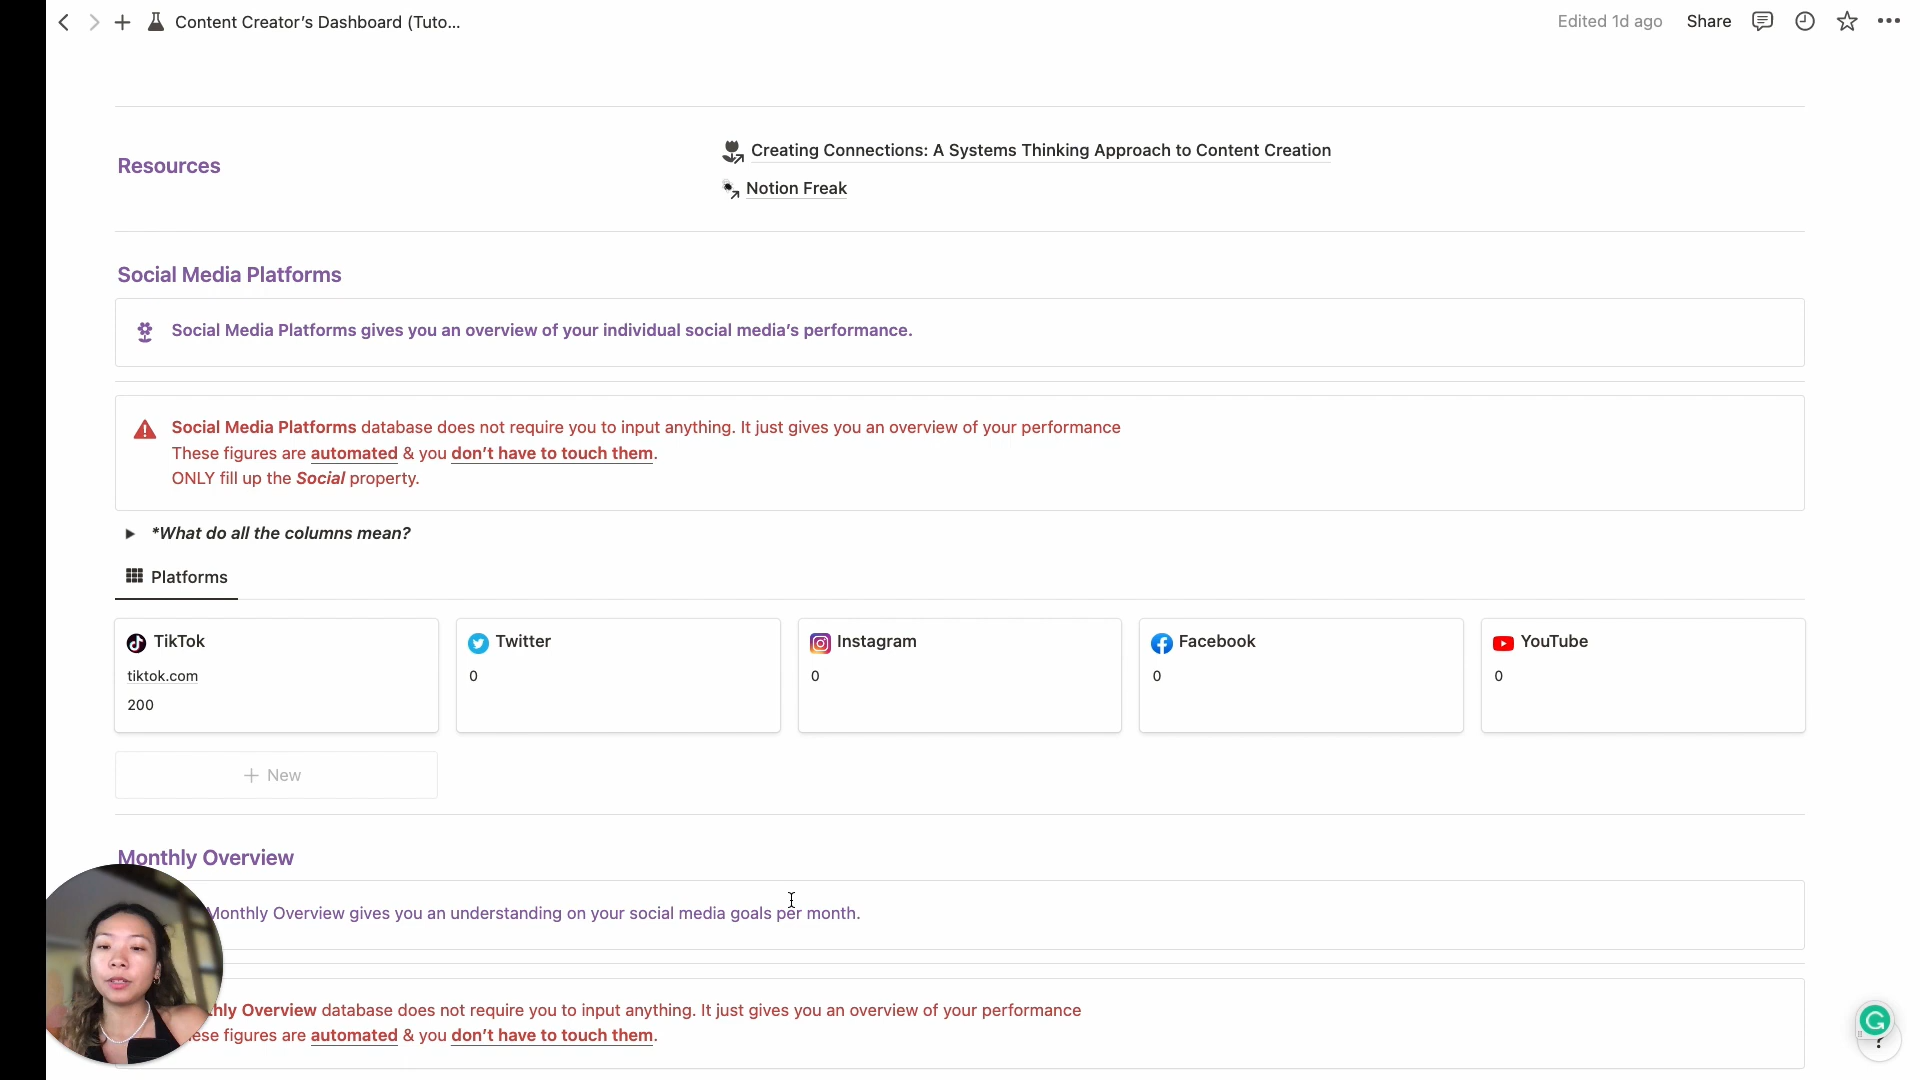 Content Creator's Dashboard (Tuto...
Edited 1d ago
Share
Resources
Creating Connections: A Systems Thinking Approach to Content Creation
Notion Freak
Social Media Platforms
Social Media Platforms gives you an overview of your individual social media's performance.
Social Media Platforms database does not require you to input anything. It just gives you an overview of your performance
These figures are automated & you don't have to touch them.
ONLY fill up the Social property.
*What do all the columns mean?
Platforms
TikTok
tiktok.com
200
Twitter
0
Instagram
0
Facebook
0
YouTube
0
+ New
Monthly Overview
Monthly Overview gives you an understanding on your social media goals per month.
Overview database does not require you to input anything. It just gives you an overview of your performance
figures are automated & you don't have to touch them.
?